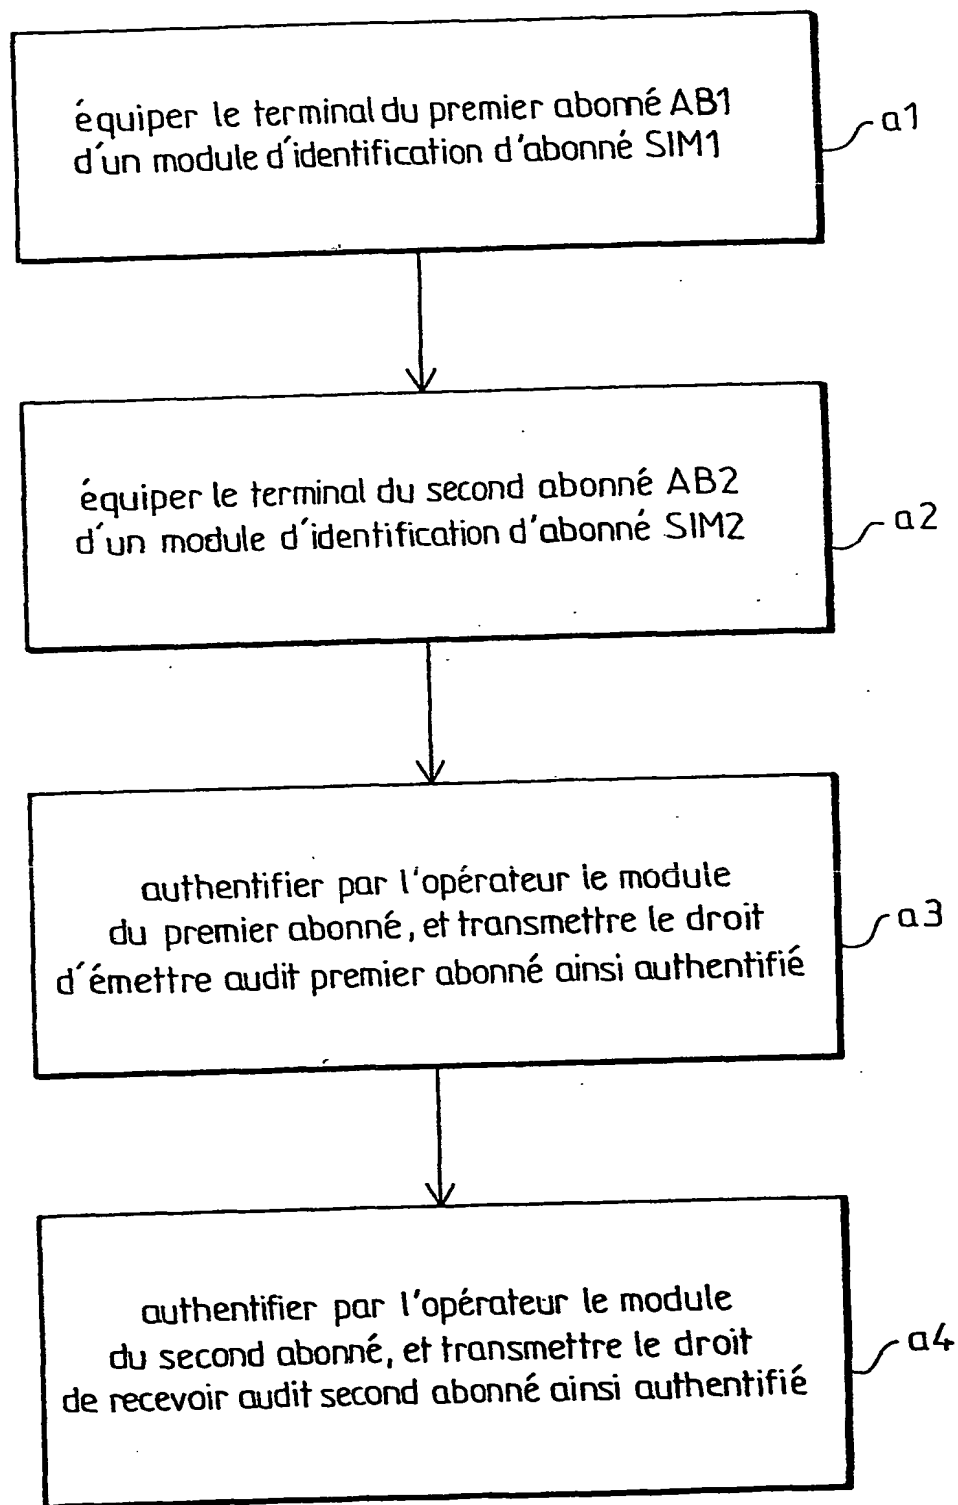 équiper le terminal du premier abonné AB1
d'un module d'identification d'abonné SIM1
a1
équiper le terminal du second abonné AB2
d'un module d'identification d'abonné SIM2
a2
authentifier par l'opérateur le module
du premier abonné, et transmettre le droit
d'émettre audit premier abonné ainsi authentifié
a3
authentifier par l'opérateur le module
du second abonné, et transmettre le droit
de recevoir audit second abonné ainsi authentifié
a4